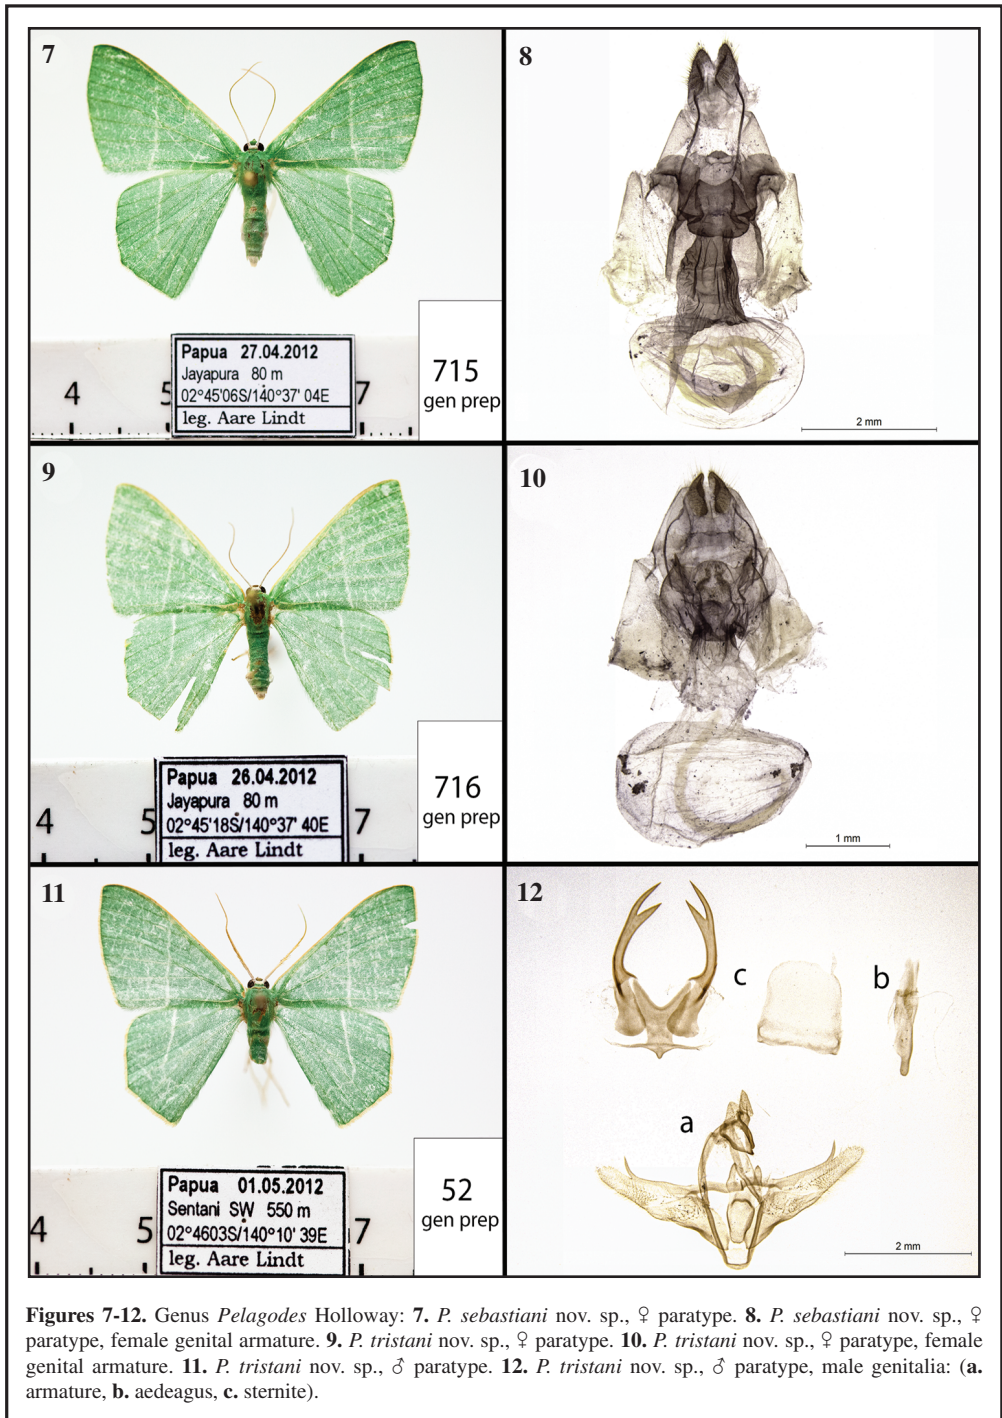 7
Papua 27.04.2012
Jayapura 80 m
02°45'06S/140°37' 04E
leg. Aare Lindt
4
5
7
715
gen prep
8
2 mm
9
Papua 26.04.2012
Jayapura 80 m
02°45'18S/140°37' 40E
leg. Aare Lindt
4
5
7
716
gen prep
10
1 mm
11
Papua 01.05.2012
Sentani SW 550 m
02°4603S/140°10' 39E
leg. Aare Lindt
4
5
7
52
gen prep
12
c
b
a
2 mm
Figures 7-12. Genus Pelagodes Holloway: 7. P. sebastiani nov. sp., ♀ paratype. 8. P. sebastiani nov. sp., ♀
paratype, female genital armature. 9. P. tristani nov. sp., ♀ paratype. 10. P. tristani nov. sp., ♀ paratype, female
genital armature. 11. P. tristani nov. sp., ♂ paratype. 12. P. tristani nov. sp., ♂ paratype, male genitalia: (a.
armature, b. aedeagus, c. sternite).